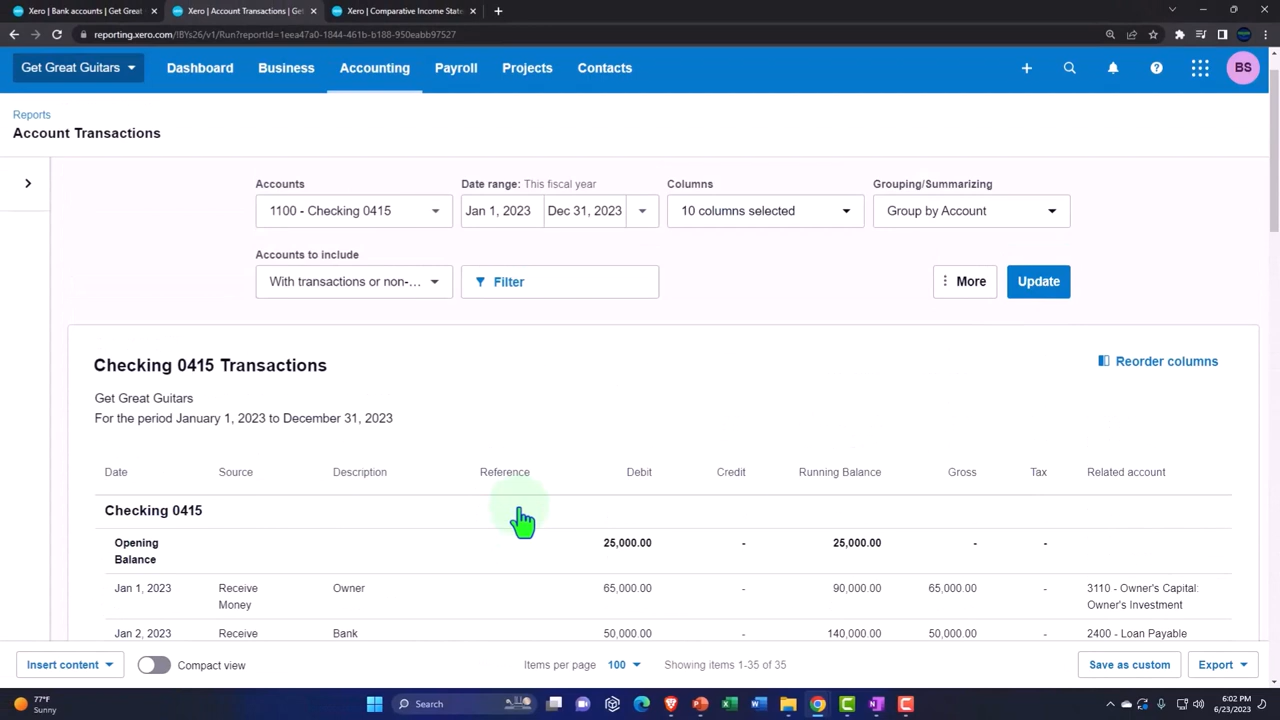 Xero | Bank accounts | Get Great
Xero | Account Transactions | Get
Xero | Comparative Income State
reporting.xero.com/!BYs26/v1/Run?reportId=1eea47a0-1844-461b-b188-950eabb97527
Get Great Guitars
Dashboard
Business
Accounting
Payroll
Projects
Contacts
BS
Reports
Account Transactions
Accounts
Date range: This fiscal year
Columns
Grouping/Summarizing
1100 - Checking 0415
Jan 1, 2023
Dec 31, 2023
10 columns selected
Group by Account
Accounts to include
With transactions or non-...
Filter
More
Update
Checking 0415 Transactions
Reorder columns
Get Great Guitars
For the period January 1, 2023 to December 31, 2023
Date Source Description Reference Debit Credit Running Balance Gross Tax Related account
Checking 0415
Opening
Balance
25,000.00 - 25,000.00 - -
Jan 1, 2023 Receive Money Owner 65,000.00 - 90,000.00 65,000.00 - 3110 - Owner's Capital: Owner's Investment
Jan 2, 2023 Receive Bank 50,000.00 - 140,000.00 50,000.00 - 2400 - Loan Payable
Insert content
Compact view
Items per page 100
Showing items 1-35 of 35
Save as custom
Export
77°F
Sunny
Search
6:02 PM
6/23/2023